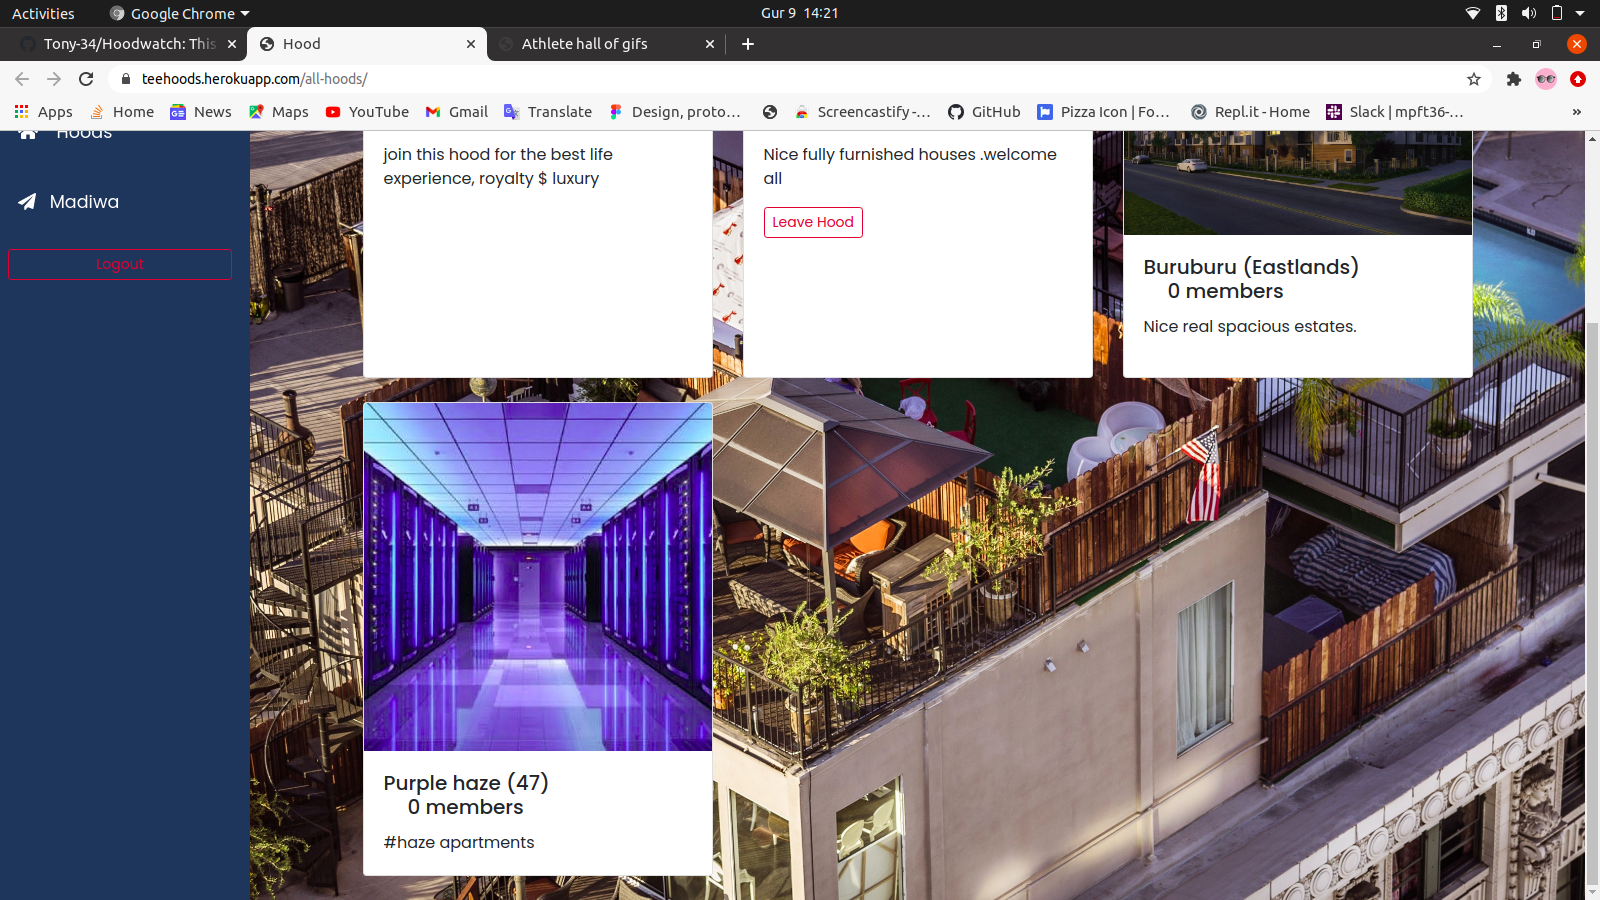 Activities
Google Chrome
Gur 9 14:21
Tony-34/Hoodwatch: This
Hood
Athlete hall of gifs
teehoods.herokuapp.com/all-hoods/
Apps
Home
News
Maps
YouTube
Gmail
Translate
Design, proto…
Screencastify -…
GitHub
Pizza Icon | Fo…
Repl.it - Home
Slack | mpft36-…
»
Hoods
Madiwa
Logout
join this hood for the best life
experience, royalty $ luxury
Nice fully furnished houses .welcome
all
Leave Hood
Buruburu (Eastlands)
0 members
Nice real spacious estates.
Purple haze (47)
0 members
#haze apartments